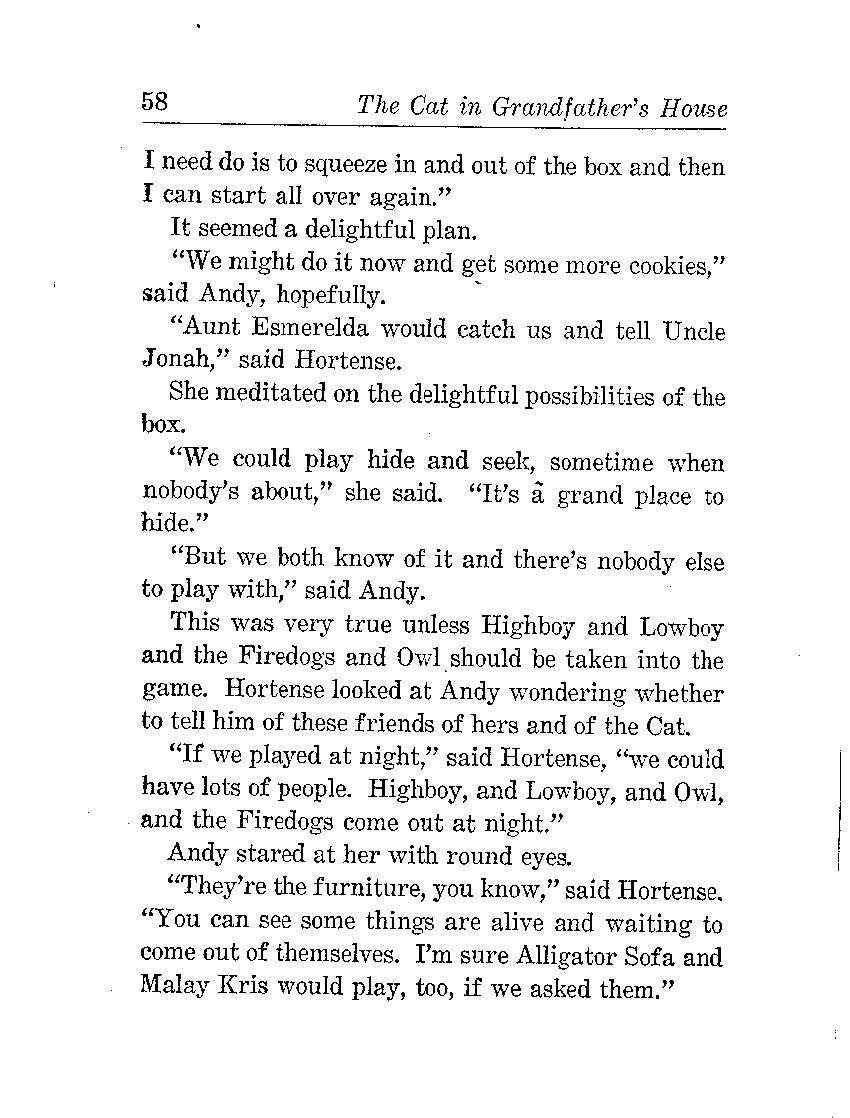 58 The Cat in Grandfather's House
I need do is to squeeze in and out of the box and then
I can start all over again.”
It seemed a delightful plan.
“We might do it now and get some more cookies,”
said Andy, hopefully.
“Aunt Esmerelda would catch us and tell Uncle
Jonah,” said Hortense.
She meditated on the delightful possibilities of the
box.
“We could play hide and seek, sometime when
nobody's about,” she said. “It's a grand place to
hide.”
“But we both know of it and there's nobody else
to play with,” said Andy.
This was very true unless Highboy and Lowboy
and the Firedogs and Owl should be taken into the
game. Hortense looked at Andy wondering whether
to tell him of these friends of hers and of the Cat.
“If we played at night,” said Hortense, “we could
have lots of people. Highboy, and Lowboy, and Owl,
and the Firedogs come out at night.”
Andy stared at her with round eyes.
“They're the furniture, you know,” said Hortense.
“You can see some things are alive and waiting to
come out of themselves. I'm sure Alligator Sofa and
Malay Kris would play, too, if we asked them.”